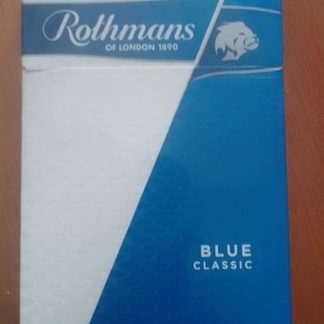 Rothmans
OF LONDON 1890
BLUE
CLASSIC